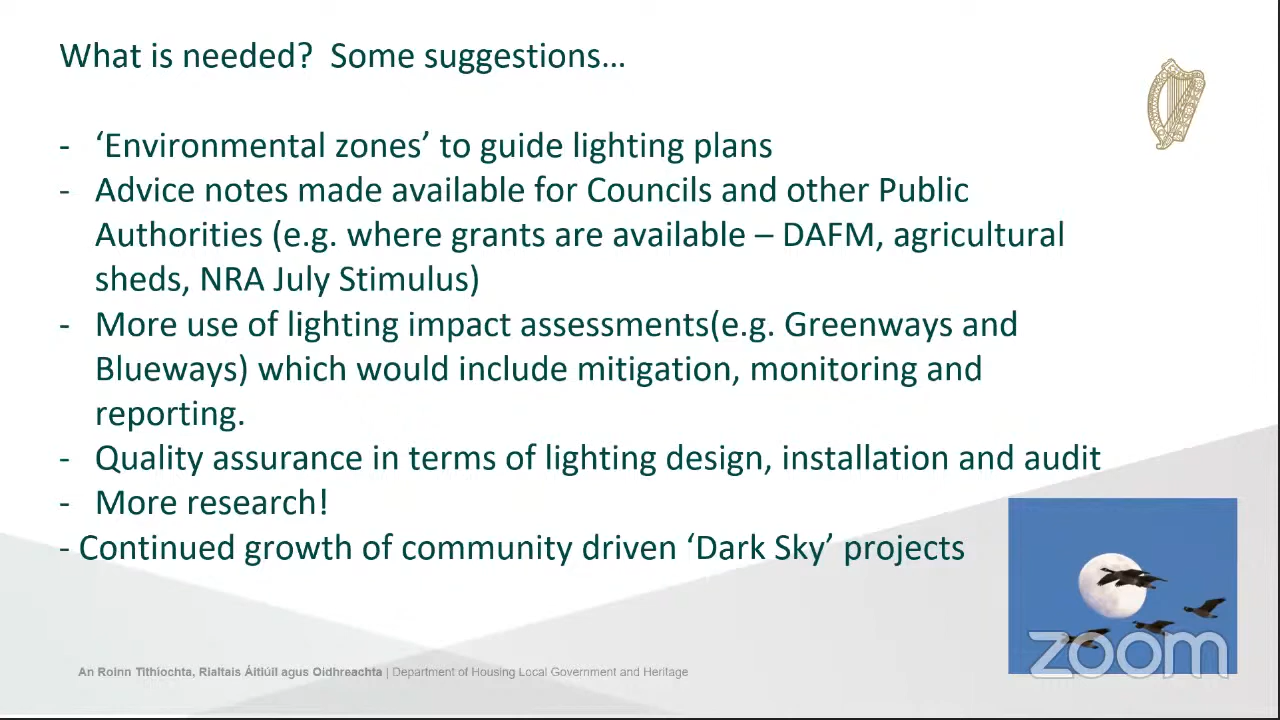 What is needed?  Some suggestions…
- ‘Environmental zones’ to guide lighting plans
- Advice notes made available for Councils and other Public
Authorities (e.g. where grants are available – DAFM, agricultural
sheds, NRA July Stimulus)
- More use of lighting impact assessments(e.g. Greenways and
Blueways) which would include mitigation, monitoring and
reporting.
- Quality assurance in terms of lighting design, installation and audit
- More research!
- Continued growth of community driven ‘Dark Sky’ projects
zoom
An Roinn Tithíochta, Rialtais Áitiúil agus Oidhreachta | Department of Housing Local Government and Heritage